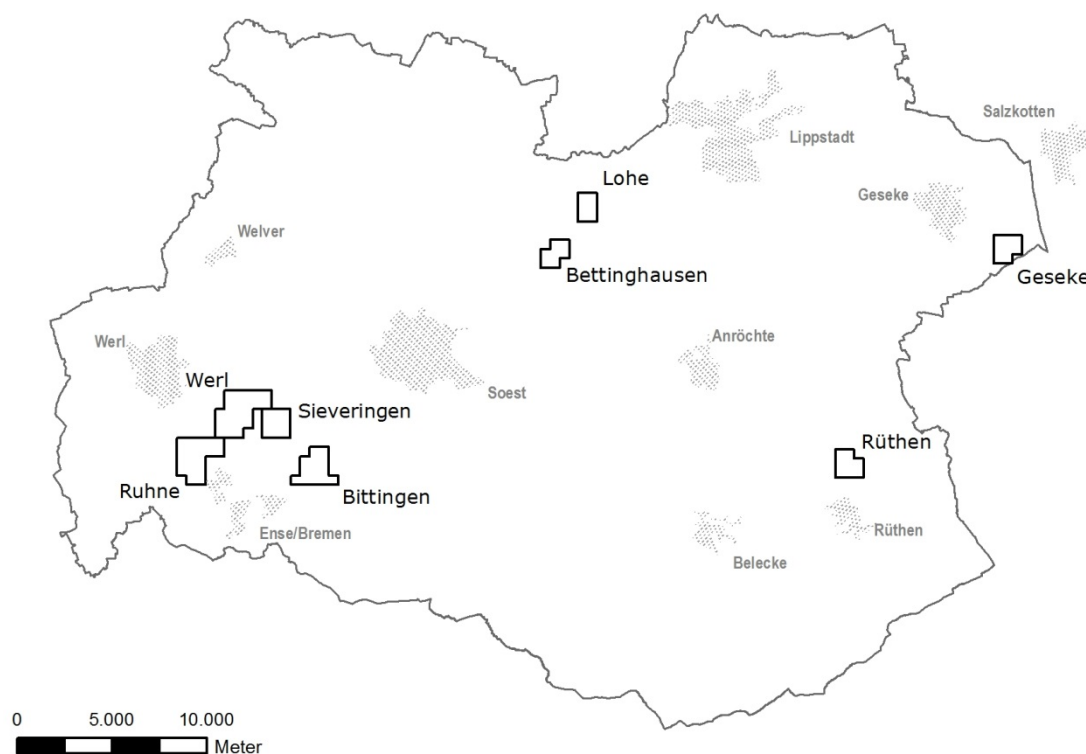 Salzkotten
Lippstadt
Lohe
Geseke
Welver
Bettinghausen
Geseke
Werl
Anröchte
Werl
Soest
Sieveringen
Rüthen
Ruhne
Bittingen
Ense/Bremen
Rüthen
Belecke
0 5.000 10.000
Meter